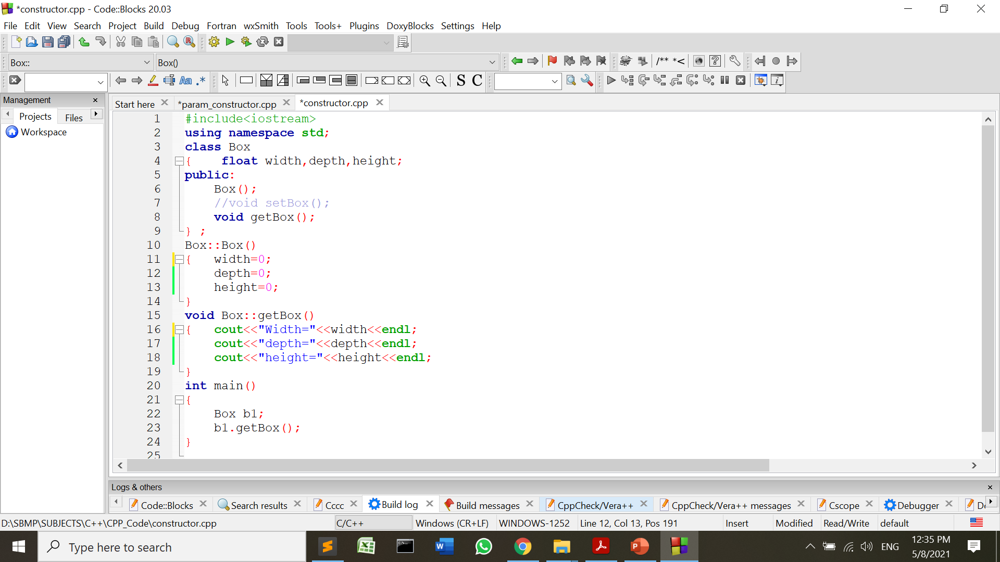 *constructor.cpp - Code::Blocks 20.03
File Edit View Search Project Build Debug Fortran wxSmith Tools Tools+ Plugins DoxyBlocks Settings Help
Box:: Box() /** *<
Aa .* S C
Management
Projects Files
Workspace
Start here *param_constructor.cpp *constructor.cpp
1 #include<iostream>
2 using namespace std;
3 class Box
4 { float width,depth,height;
5 public:
6 Box();
7 //void setBox();
8 void getBox();
9 } ;
10 Box::Box()
11 { width=0;
12 depth=0;
13 height=0;
14 }
15 void Box::getBox()
16 { cout<<"Width="<<width<<endl;
17 cout<<"depth="<<depth<<endl;
18 cout<<"height="<<height<<endl;
19 }
20 int main()
21 {
22 Box b1;
23 b1.getBox();
24 }
25
Logs & others
Code::Blocks Search results Cccc Build log Build messages CppCheck/Vera++ CppCheck/Vera++ messages Cscope Debugger
D:\SBMP\SUBJECTS\C++\CPP_Code\constructor.cpp C/C++ Windows (CR+LF) WINDOWS-1252 Line 12, Col 13, Pos 191 Insert Modified Read/Write default
Type here to search ENG 12:35 PM
5/8/2021